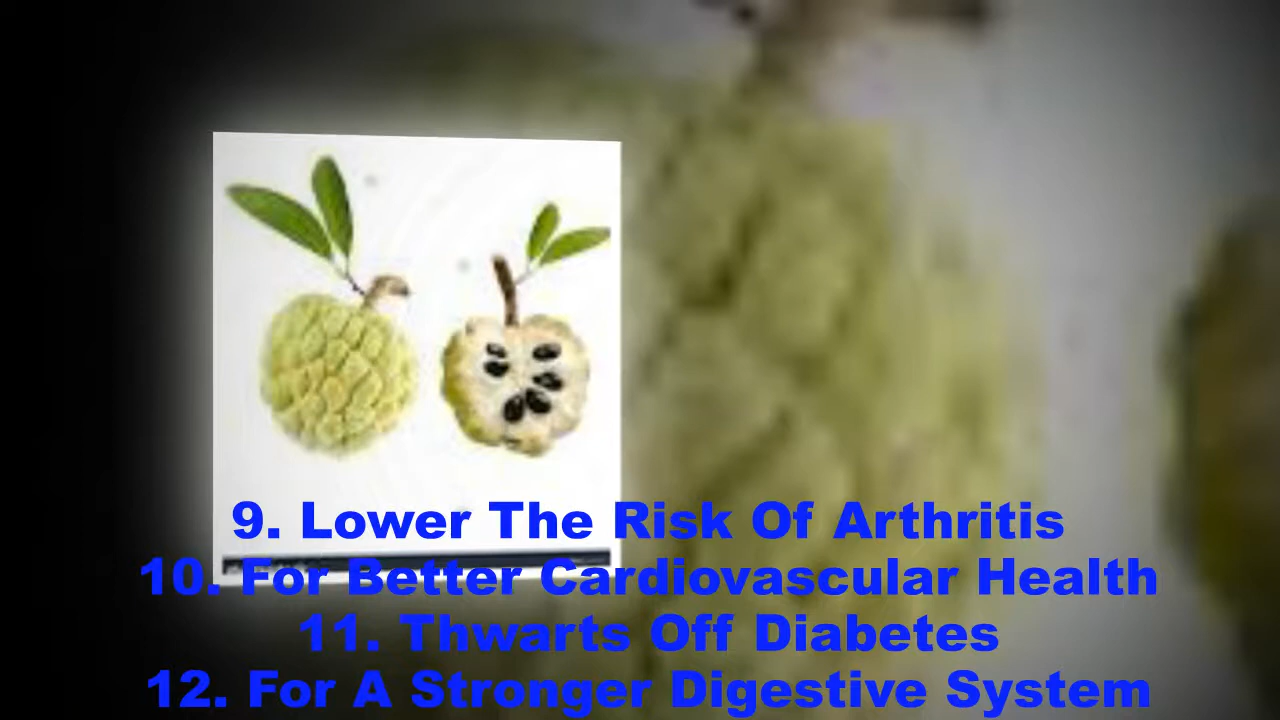 9. Lower The Risk Of Arthritis
10. For Better Cardiovascular Health
11. Thwarts Off Diabetes
12. For A Stronger Digestive System